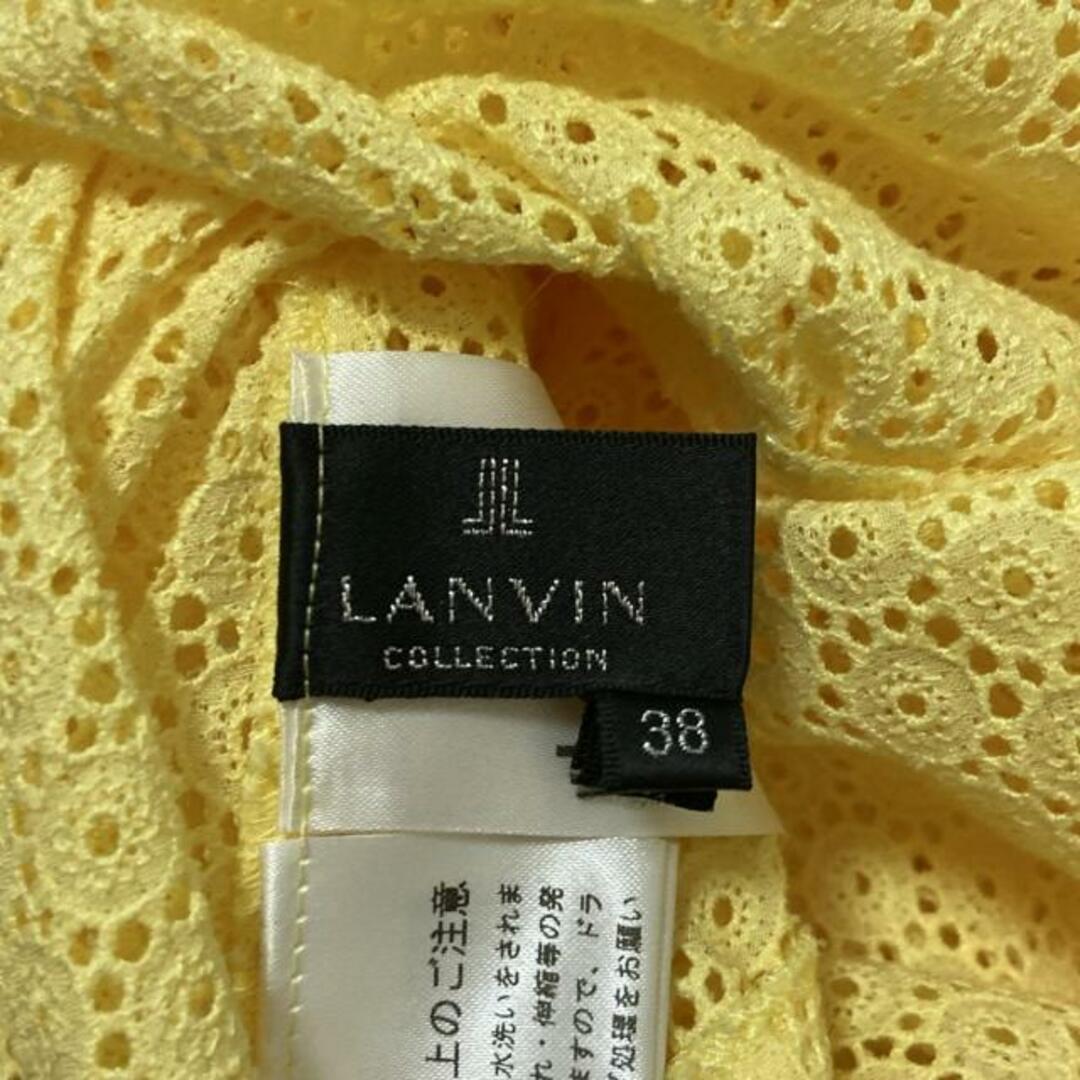 LANVIN
COLLECTION
38
上のご注意
水洗いをされま
れ・伸縮等の発
ますので、ドラ
処理をお願い